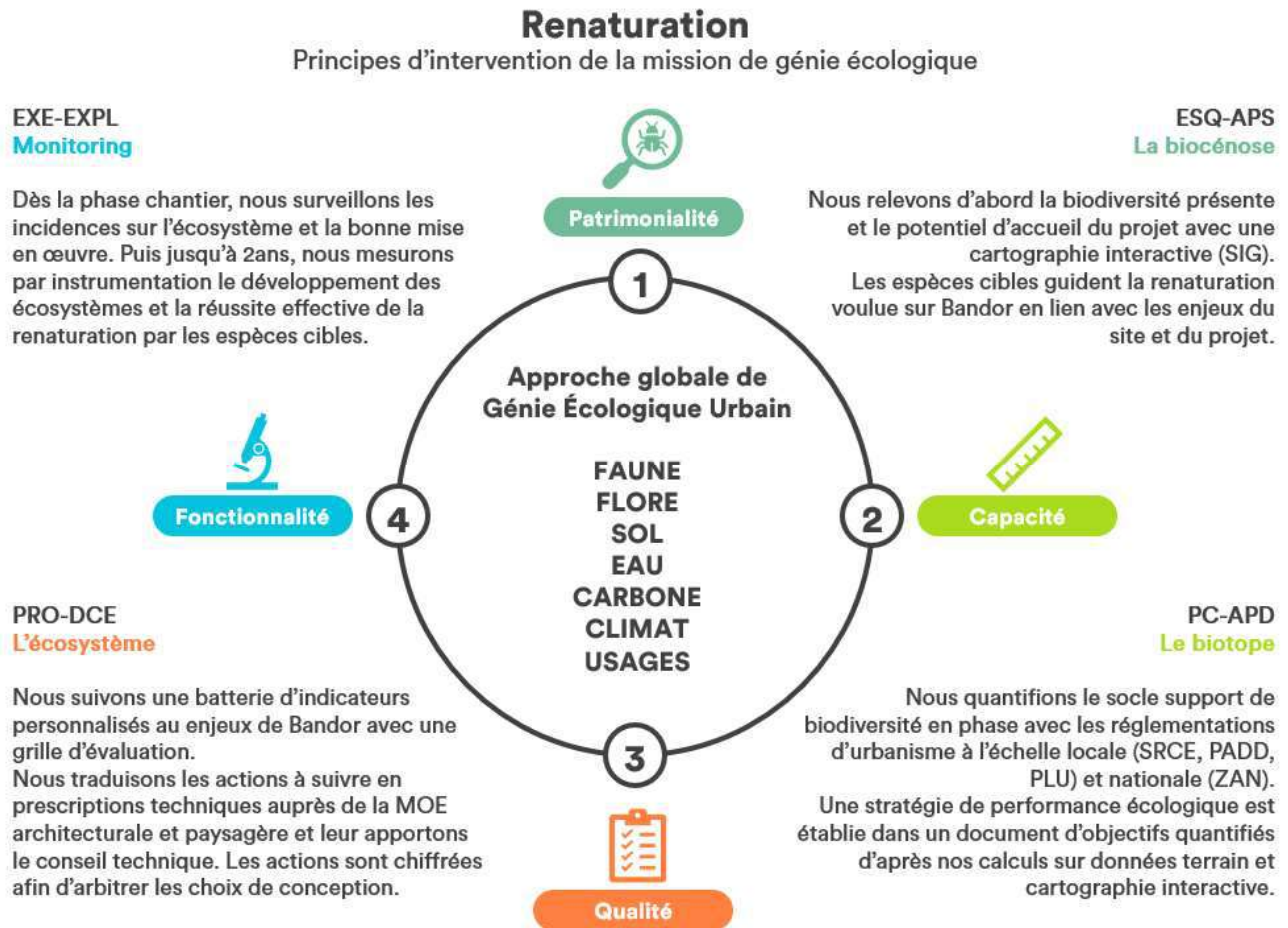 Renaturation
Principes d'intervention de la mission de génie écologique
EXE-EXPL
Monitoring
Dès la phase chantier, nous surveillons les
incidences sur l'écosystème et la bonne mise
en œuvre. Puis jusqu'à 2ans, nous mesurons
par instrumentation le développement des
écosystèmes et la réussite effective de la
renaturation par les espèces cibles.
Patrimonialité
1
ESQ-APS
La biocénose
Nous relevons d'abord la biodiversité présente
et le potentiel d'accueil du projet avec une
cartographie interactive (SIG).
Les espèces cibles guident la renaturation
voulue sur Bandor en lien avec les enjeux du
site et du projet.
Approche globale de
Génie Écologique Urbain
FAUNE
FLORE
SOL
EAU
CARBONE
CLIMAT
USAGES
Fonctionnalité
4
2
Capacité
PRO-DCE
L'écosystème
Nous suivons une batterie d'indicateurs
personnalisés au enjeux de Bandor avec une
grille d'évaluation.
Nous traduisons les actions à suivre en
prescriptions techniques auprès de la MOE
architecturale et paysagère et leur apportons
le conseil technique. Les actions sont chiffrées
afin d'arbitrer les choix de conception.
3
Qualité
PC-APD
Le biotope
Nous quantifions le socle support de
biodiversité en phase avec les réglementations
d'urbanisme à l'échelle locale (SRCE, PADD,
PLU) et nationale (ZAN).
Une stratégie de performance écologique est
établie dans un document d'objectifs quantifiés
d'après nos calculs sur données terrain et
cartographie interactive.